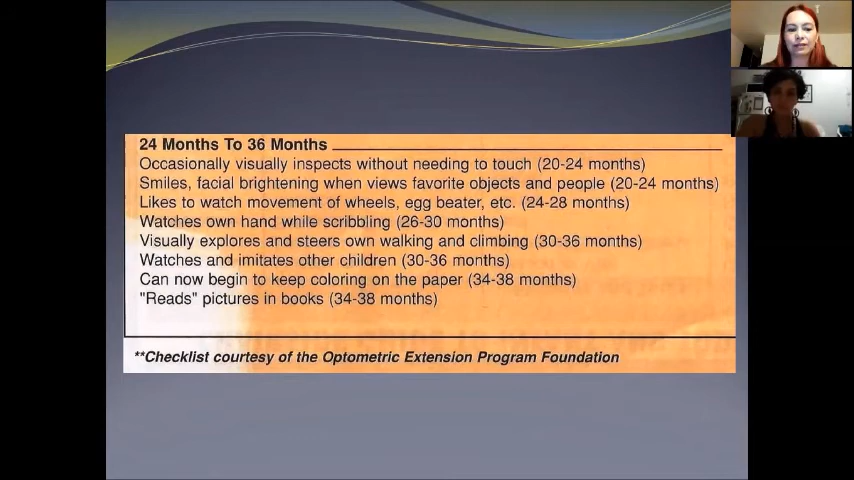 24 Months To 36 Months
Occasionally visually inspects without needing to touch (20-24 months)
Smiles, facial brightening when views favorite objects and people (20-24 months)
Likes to watch movement of wheels, egg beater, etc. (24-28 months)
Watches own hand while scribbling (26-30 months)
Visually explores and steers own walking and climbing (30-36 months)
Watches and imitates other children (30-36 months)
Can now begin to keep coloring on the paper (34-38 months)
"Reads" pictures in books (34-38 months)
**Checklist courtesy of the Optometric Extension Program Foundation